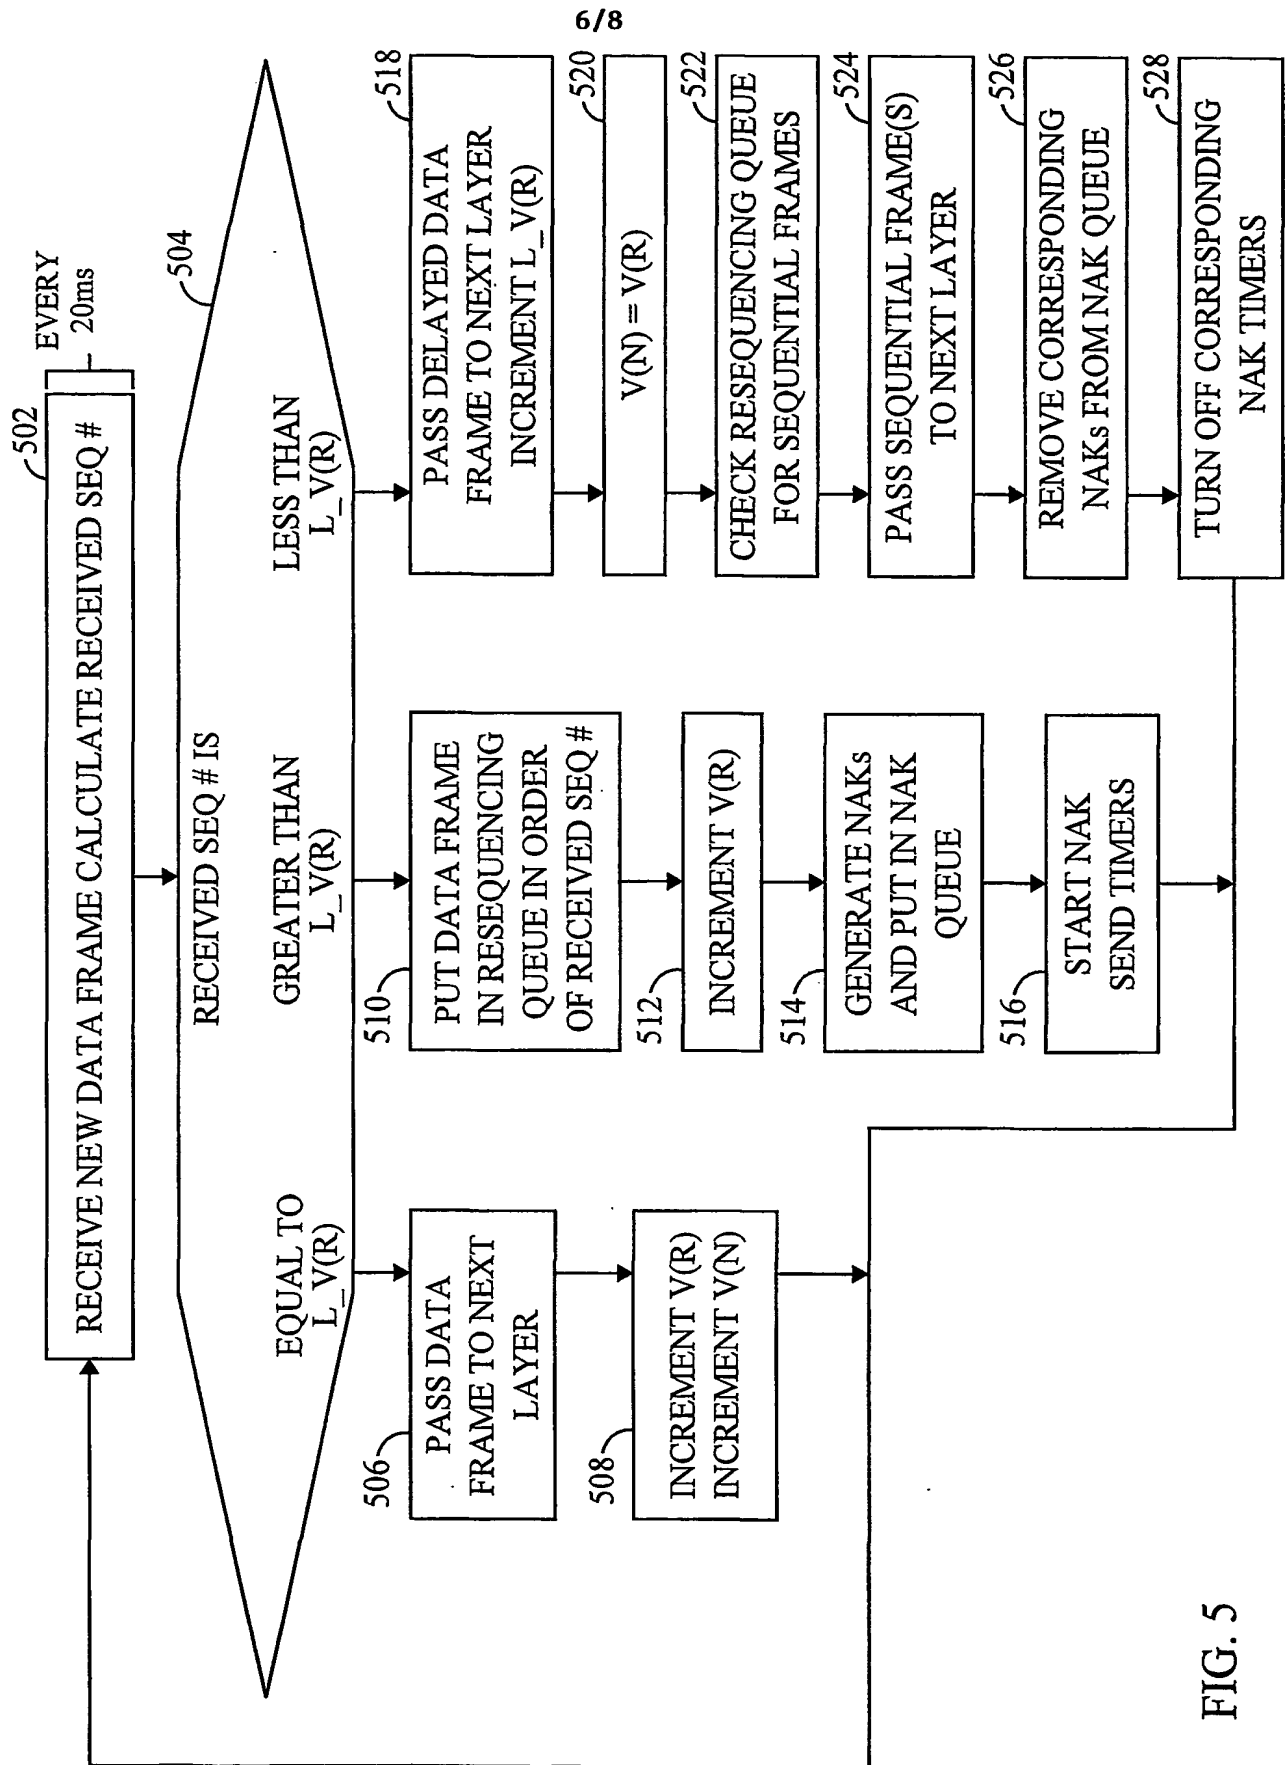 6/8
EVERY
20ms
502
RECEIVE NEW DATA FRAME CALCULATE RECEIVED SEQ #
504
RECEIVED SEQ # IS
EQUAL TO
L_V(R)
GREATER THAN
L_V(R)
LESS THAN
L_V(R)
506
PASS DATA
FRAME TO NEXT
LAYER
508
INCREMENT V(R)
INCREMENT V(N)
510
PUT DATA FRAME
IN RESEQUENCING
QUEUE IN ORDER
OF RECEIVED SEQ #
512
INCREMENT V(R)
514
GENERATE NAKs
AND PUT IN NAK
QUEUE
516
START NAK
SEND TIMERS
518
PASS DELAYED DATA
FRAME TO NEXT LAYER
INCREMENT L_V(R)
520
V(N) = V(R)
522
CHECK RESEQUENCING QUEUE
FOR SEQUENTIAL FRAMES
524
PASS SEQUENTIAL FRAME(S)
TO NEXT LAYER
526
REMOVE CORRESPONDING
NAKs FROM NAK QUEUE
528
TURN OFF CORRESPONDING
NAK TIMERS
FIG. 5